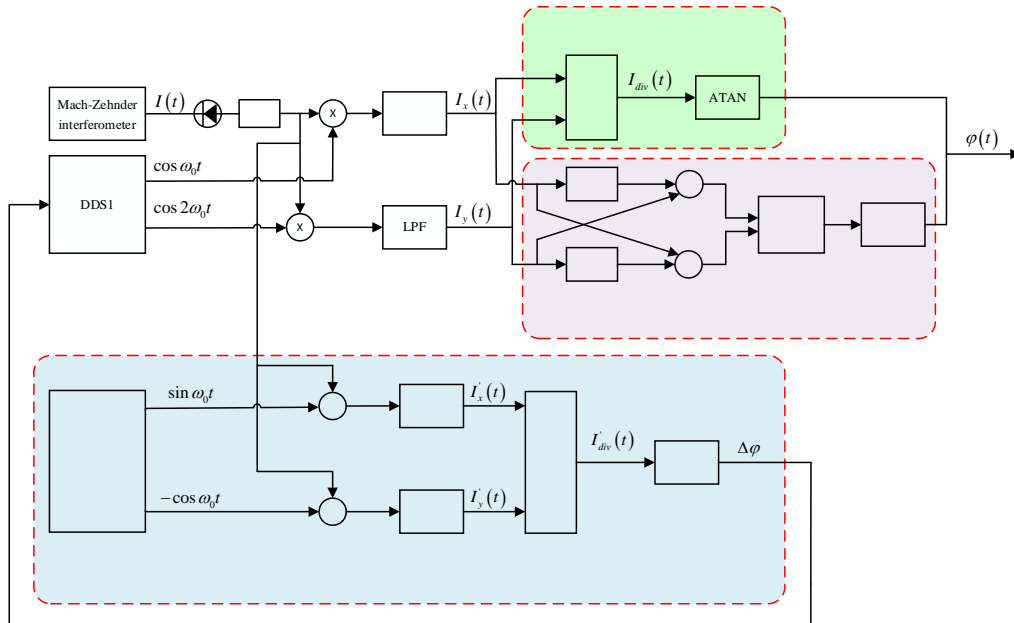 Mach-Zehnder
interferometer
I(t)
x
I_x(t)
I_div(t)
ATAN
φ(t)
DDS1
cos ω₀t
cos 2ω₀t
x
LPF
I_y(t)
sin ω₀t
I'_x(t)
I'_div(t)
Δφ
−cos ω₀t
I'_y(t)